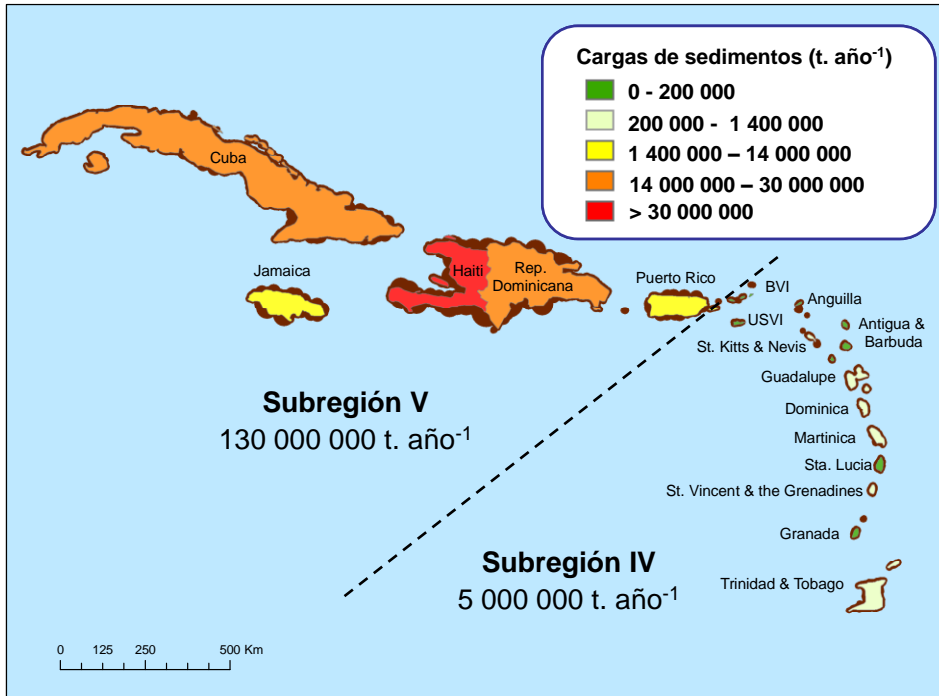 Cargas de sedimentos (t. año-1)
0 - 200 000
200 000 - 1 400 000
1 400 000 – 14 000 000
14 000 000 – 30 000 000
> 30 000 000
Cuba
Jamaica
Haiti
Rep.
Dominicana
Puerto Rico
BVI
USVI
Anguilla
St. Kitts & Nevis
Antigua &
Barbuda
Guadalupe
Dominica
Martinica
Sta. Lucia
St. Vincent & the Grenadines
Granada
Trinidad & Tobago
Subregión V
130 000 000 t. año-1
Subregión IV
5 000 000 t. año-1
0 125 250 500 Km